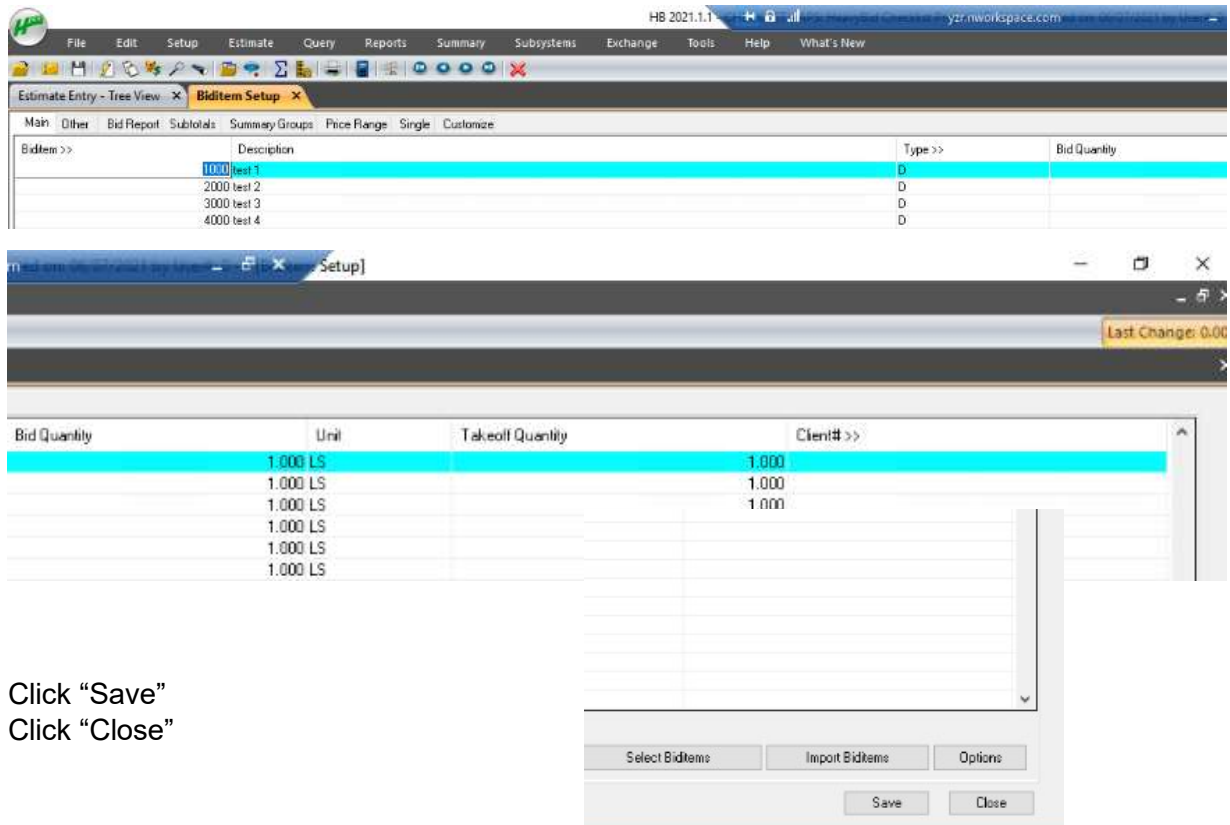 HB 2021.1.1 -
yzr.nworkspace.com
File Edit Setup Estimate Query Reports Summary Subsystems Exchange Tools Help What's New
Estimate Entry - Tree View × Biditem Setup ×
Main Other Bid Report Subtotals Summary Groups Price Range Single Customize
Biditem >> Description Type >> Bid Quantity
1000 test 1 D
2000 test 2 D
3000 test 3 D
4000 test 4 D
Setup]
Last Change: 0.00
Bid Quantity Unit Takeoff Quantity Client# >>
1.000 LS 1.000
1.000 LS 1.000
1.000 LS 1.000
1.000 LS
1.000 LS
1.000 LS
Click “Save”
Click “Close”
Select Biditems Import Biditems Options
Save Close